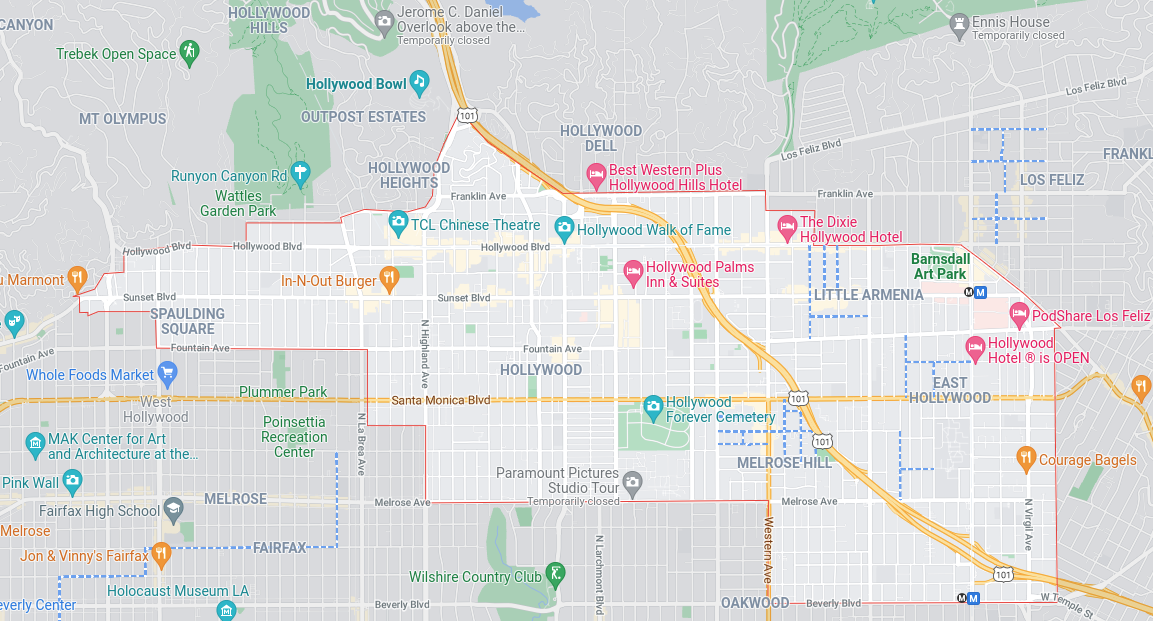 CANYON
HOLLYWOOD
HILLS
Jerome C. Daniel
Overlook above the...
Temporarily closed
Ennis House
Temporarily closed
Trebek Open Space
Hollywood Bowl
Los Feliz Blvd
MT OLYMPUS
OUTPOST ESTATES
101
HOLLYWOOD
DELL
Los Feliz Blvd
FRANKL
HOLLYWOOD
HEIGHTS
Runyon Canyon Rd
Best Western Plus
Hollywood Hills Hotel
LOS FELIZ
Wattles
Garden Park
Franklin Ave
Franklin Ave
TCL Chinese Theatre
Hollywood Walk of Fame
The Dixie
Hollywood Hotel
Hollywood Blvd
Hollywood Blvd
Hollywood Blvd
Barnsdall
Art Park
Hollywood Palms
Inn & Suites
u Marmont
In-N-Out Burger
Sunset Blvd
Sunset Blvd
LITTLE ARMENIA
M M
SPAULDING
SQUARE
PodShare Los Feliz
e
N Highland Ave
Fountain Ave
Fountain Ave
Fountain Ave
Hollywood
Hotel ® is OPEN
Whole Foods Market
HOLLYWOOD
Plummer Park
EAST
HOLLYWOOD
West
Hollywood
Santa Monica Blvd
Hollywood
Forever Cemetery
101
Poinsettia
Recreation
Center
N La Brea Ave
MAK Center for Art
and Architecture at the...
101
MELROSE HILL
Courage Bagels
Pink Wall
Paramount Pictures
Studio Tour
Temporarily closed
MELROSE
Melrose Ave
Melrose Ave
Fairfax High School
N Virgil Ave
Melrose
FAIRFAX
Jon & Vinny's Fairfax
N Larchmont Blvd
Western Ave
Wilshire Country Club
101
Holocaust Museum LA
everly Center
Beverly Blvd
OAKWOOD
Beverly Blvd
M M
W Temple St